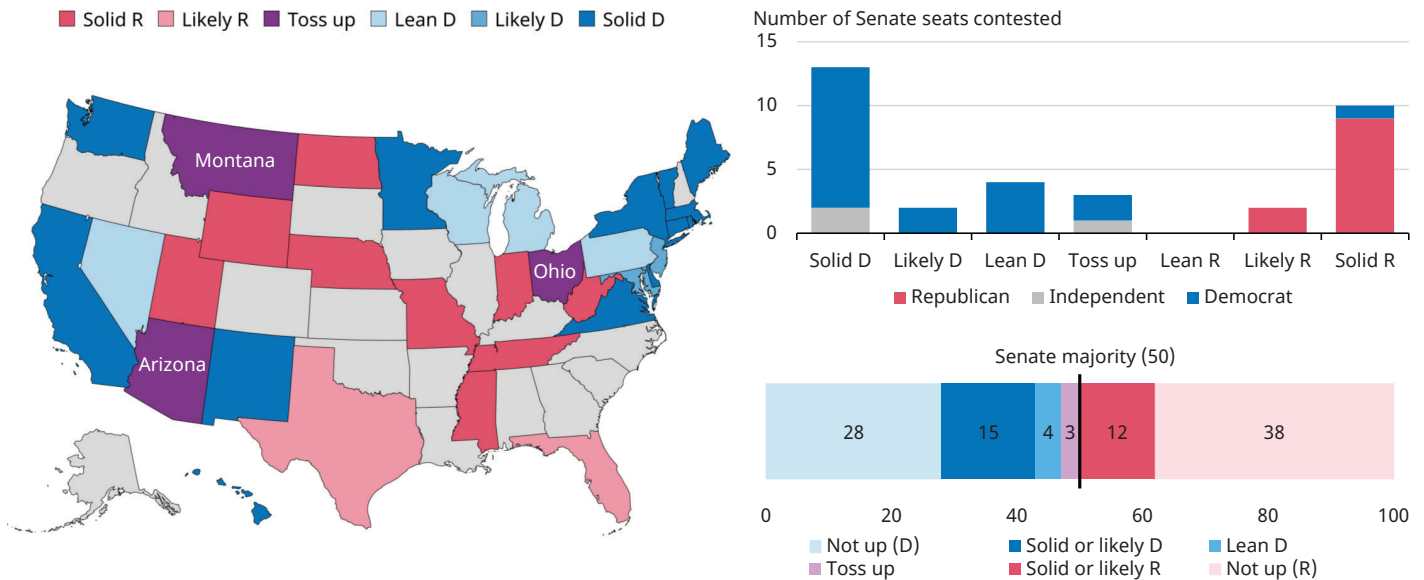 Solid R Likely R Toss up Lean D Likely D Solid D
Montana
Ohio
Arizona
Number of Senate seats contested
15
10
5
0
Solid D Likely D Lean D Toss up Lean R Likely R Solid R
Republican Independent Democrat
Senate majority (50)
28 15 4 3 12 38
0 20 40 60 80 100
Not up (D) Solid or likely D Lean D
Toss up Solid or likely R Not up (R)